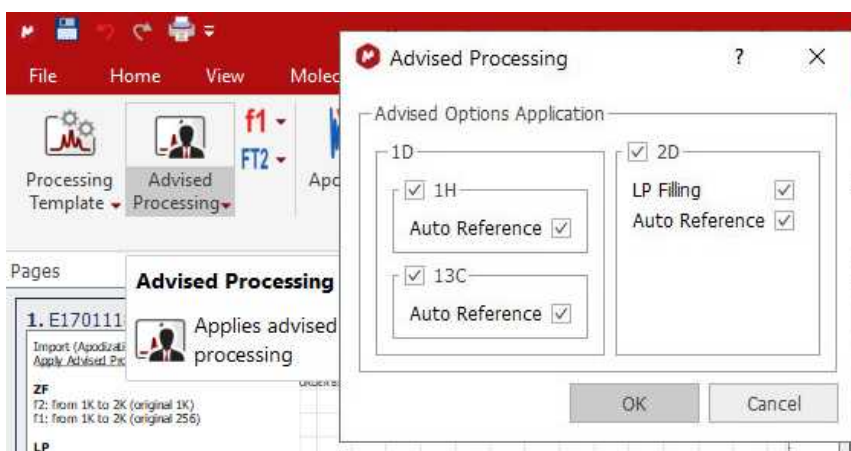 File Home View Molec
Processing Template
Advised Processing
f1
FT2
Apo
Pages
Advised Processing
Applies advised
processing
1. E170111
Import (Apodizati
Apply Advised Pro
ZF
f2: from 1K to 2K (original 1K)
f1: from 1K to 2K (original 256)
LP
Advised Processing ? ×
Advised Options Application
1D
1H
Auto Reference
13C
Auto Reference
2D
LP Filling
Auto Reference
OK Cancel